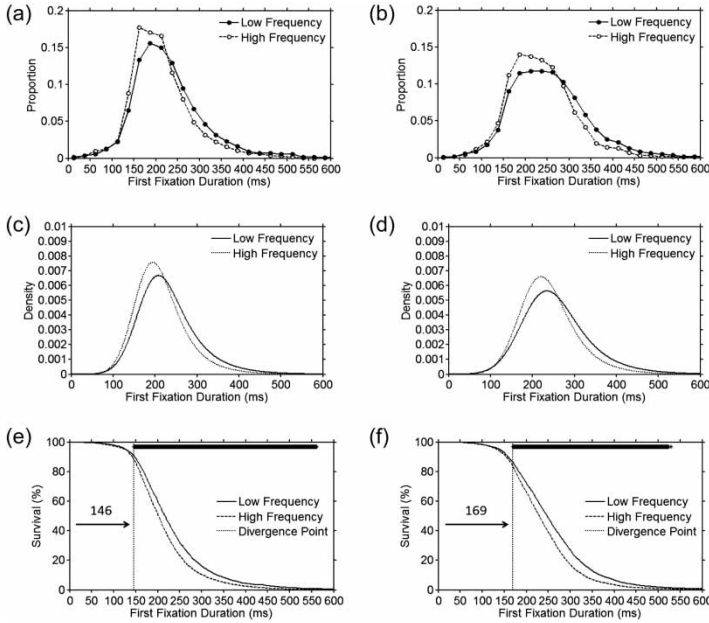 (a)
0.2
0.15
0.1
0.05
0
Proportion
Low Frequency
High Frequency
0 50 100 150 200 250 300 350 400 450 500 550 600
First Fixation Duration (ms)
(b)
0.2
0.15
0.1
0.05
0
Proportion
Low Frequency
High Frequency
0 50 100 150 200 250 300 350 400 450 500 550 600
First Fixation Duration (ms)
(c)
0.01
0.009
0.008
0.007
0.006
0.005
0.004
0.003
0.002
0.001
0
Density
Low Frequency
High Frequency
0 100 200 300 400 500 600
First Fixation Duration (ms)
(d)
0.01
0.009
0.008
0.007
0.006
0.005
0.004
0.003
0.002
0.001
0
Density
Low Frequency
High Frequency
0 100 200 300 400 500 600
First Fixation Duration (ms)
(e)
100
80
60
40
20
0
Survival (%)
146
Low Frequency
High Frequency
Divergence Point
0 50 100 150 200 250 300 350 400 450 500 550 600
First Fixation Duration (ms)
(f)
100
80
60
40
20
0
Survival (%)
169
Low Frequency
High Frequency
Divergence Point
0 50 100 150 200 250 300 350 400 450 500 550 600
First Fixation Duration (ms)